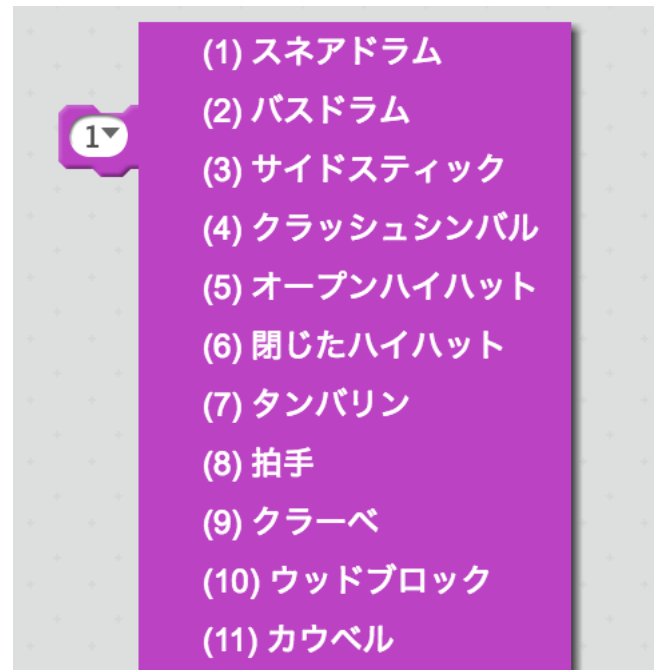 (1) スネアドラム
(2) バスドラム
1
(3) サイドスティック
(4) クラッシュシンバル
(5) オープンハイハット
(6) 閉じたハイハット
(7) タンバリン
(8) 拍手
(9) クラーベ
(10) ウッドブロック
(11) カウベル